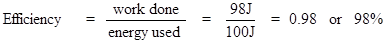 Efficiency = work done / energy used = 98J / 100J = 0.98 or 98%